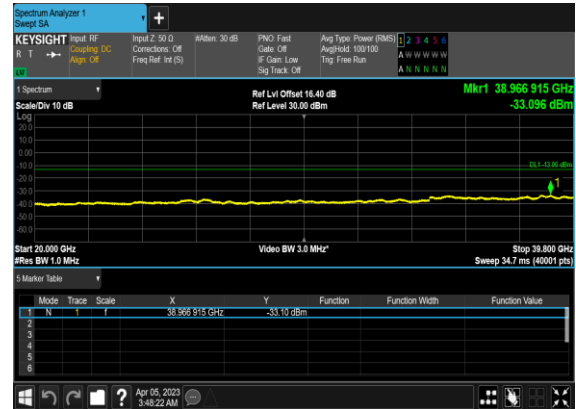 Spectrum Analyzer 1
Swept SA
+
KEYSIGHT Input: RF Input Z: 50 Ω #Atten: 30 dB PNO: Fast Avg Type: Power (RMS) 1 2 3 4 5 6
R T Coupling: DC Corrections: Off Gate: Off Avg|Hold: 100/100 A W W W W W
Align: Off Freq Ref: Int (S) IF Gain: Low Trig: Free Run
Sig Track: Off A N N N N N
1 Spectrum Ref Lvl Offset 16.40 dB Mkr1 38.966 915 GHz
Scale/Div 10 dB Ref Level 30.00 dBm -33.096 dBm
Log
20.0
10.0
0.00
-10.0
DL1 -13.00 dBm
-20.0
1
-30.0
-40.0
-50.0
-60.0
Start 20.000 GHz Video BW 3.0 MHz* Stop 39.800 GHz
#Res BW 1.0 MHz Sweep 34.7 ms (40001 pts)
5 Marker Table
Mode Trace Scale X Y Function Function Width Function Value
1 N 1 f 38.966 915 GHz -33.10 dBm
2
3
4
5
6
? Apr 05, 2023
3:48:22 AM